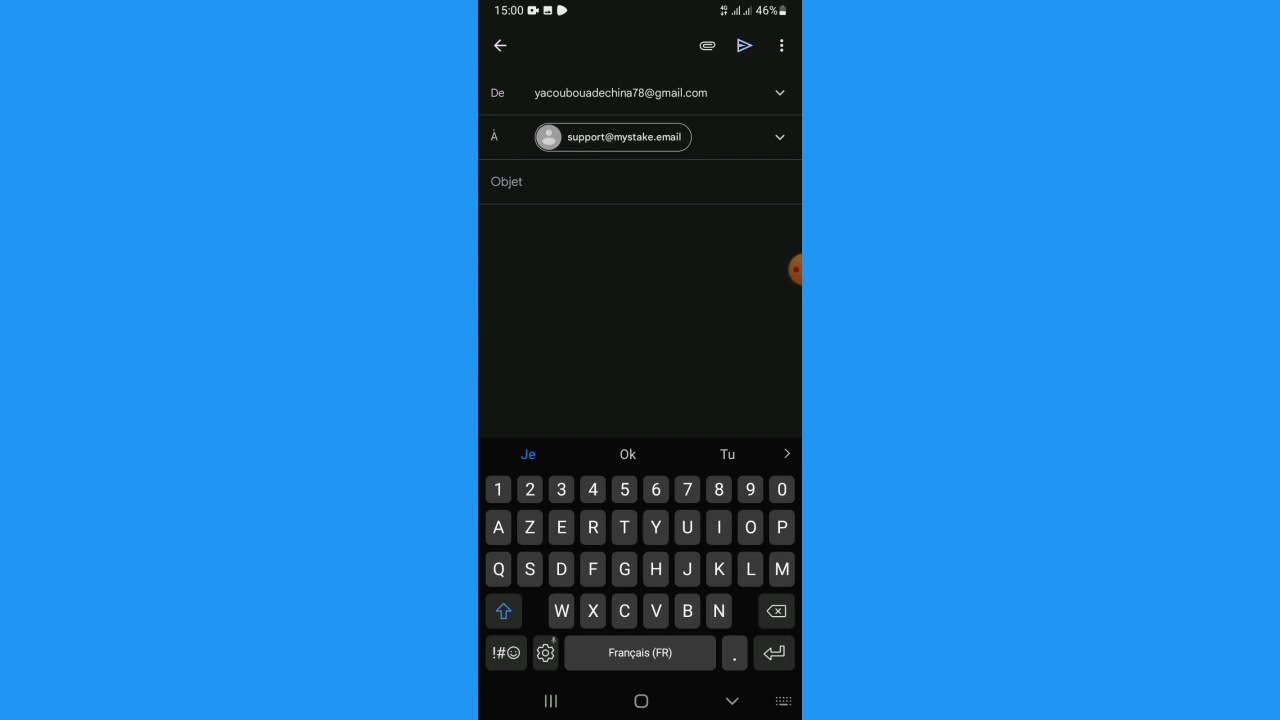 15:00 4G 46%
De yacoubouadechina78@gmail.com
À support@mystake.email
Objet
Je Ok Tu
1 2 3 4 5 6 7 8 9 0
A Z E R T Y U I O P
Q S D F G H J K L M
W X C V B N
!#☺ Français (FR) .